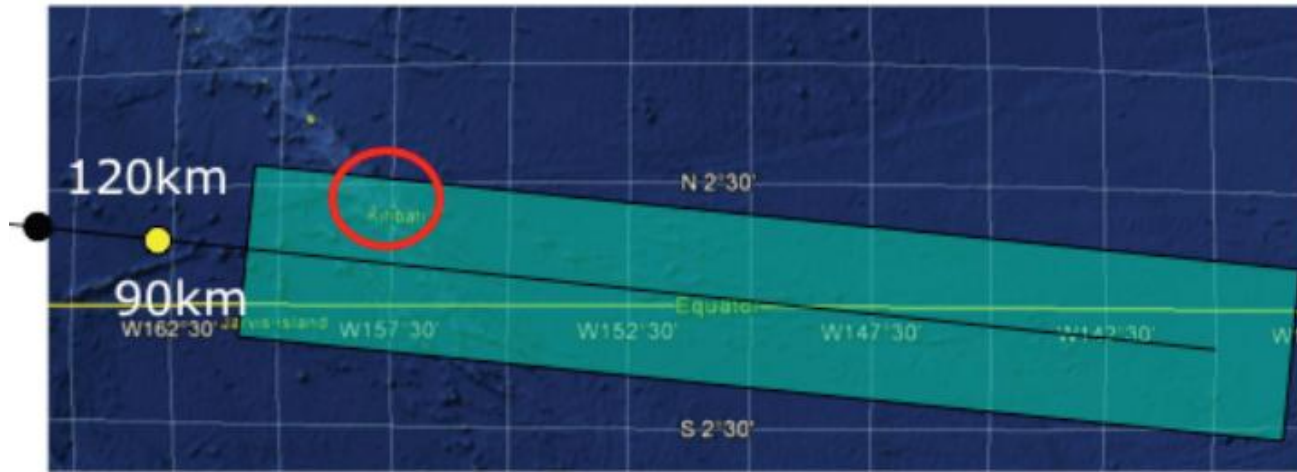 120km
N 2°30'
Kiribati
90km
Equator
W162°30'
Jarvis Island
W157°30'
W152°30'
W147°30'
W142°30'
S 2°30'